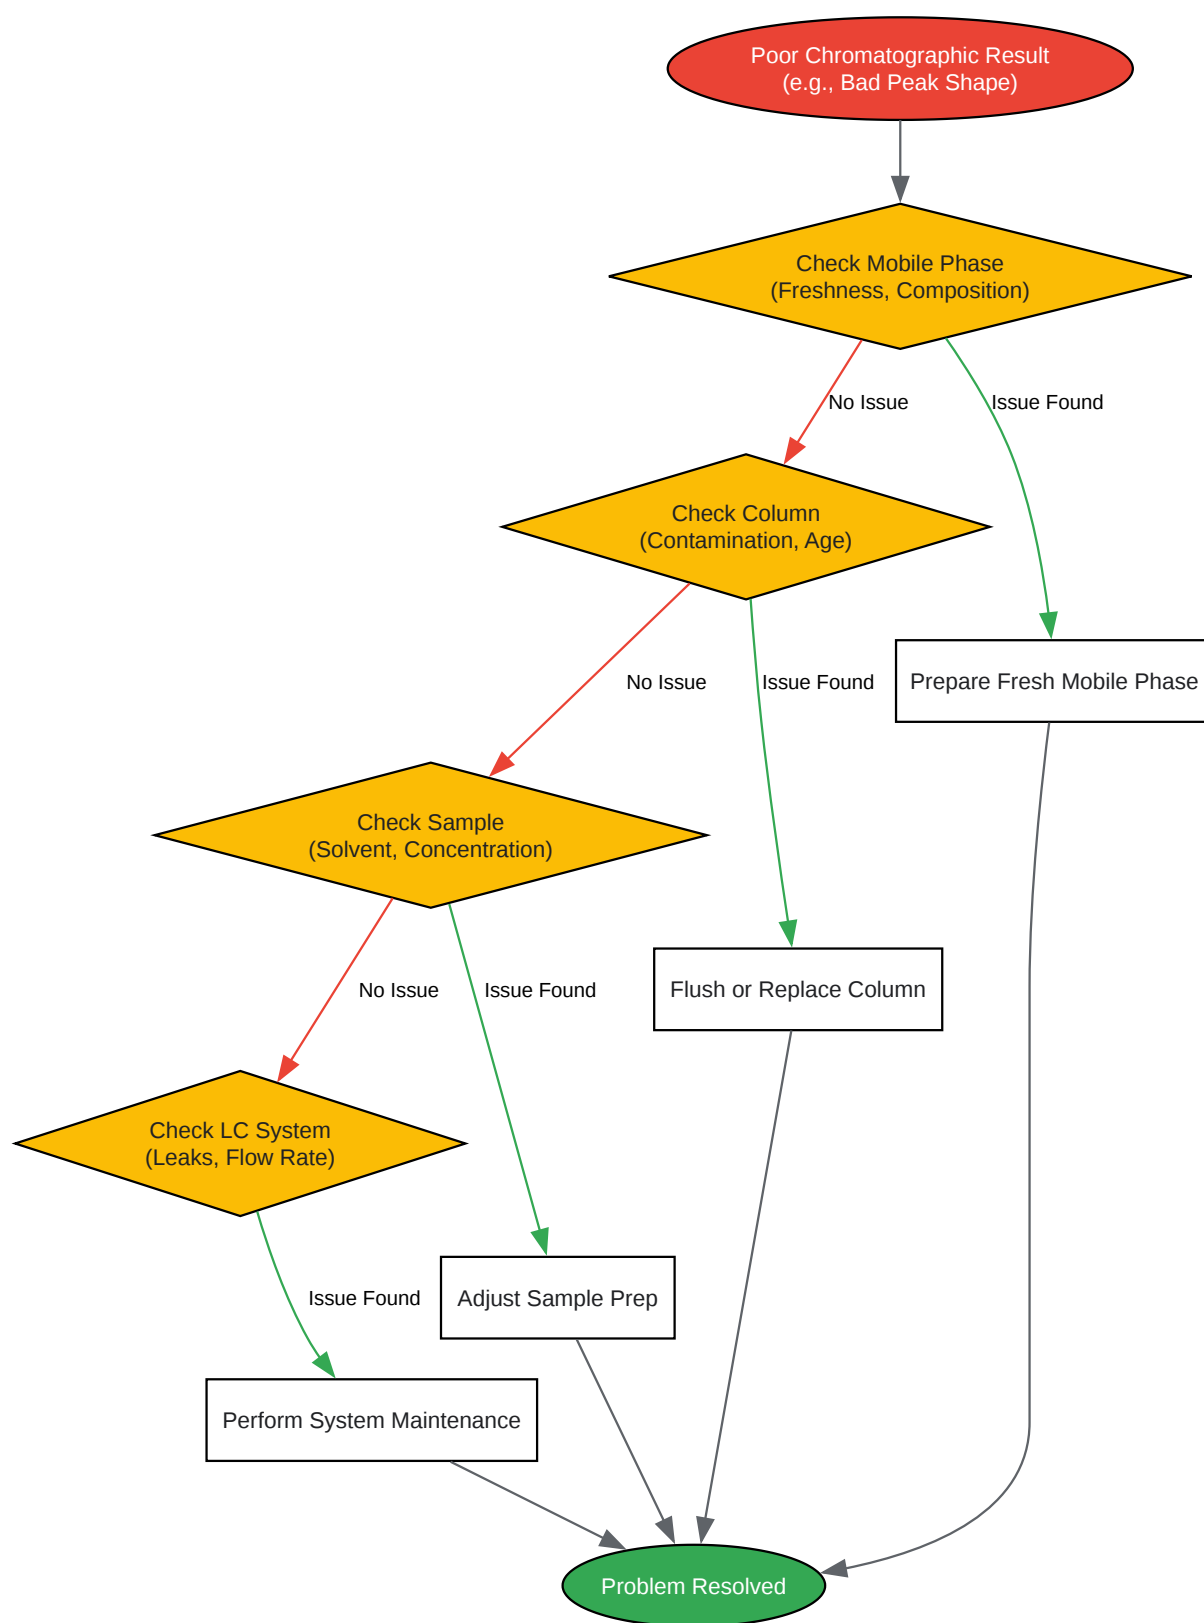 Poor Chromatographic Result
(e.g., Bad Peak Shape)
Check Mobile Phase
(Freshness, Composition)
No Issue
Issue Found
Check Column
(Contamination, Age)
No Issue
Issue Found
Prepare Fresh Mobile Phase
Check Sample
(Solvent, Concentration)
No Issue
Issue Found
Flush or Replace Column
Check LC System
(Leaks, Flow Rate)
Issue Found
Adjust Sample Prep
Perform System Maintenance
Problem Resolved